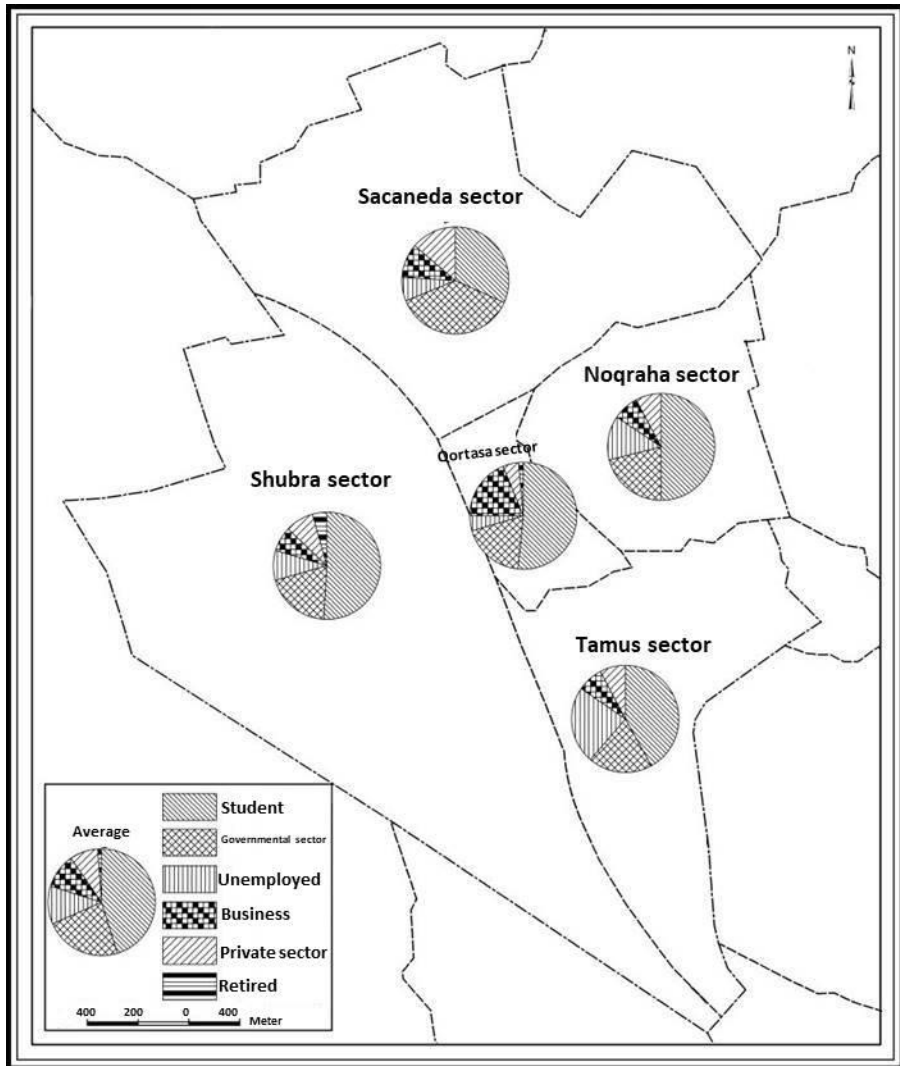 N
Sacaneda sector
Noqraha sector
Qortasa sector
Shubra sector
Tamus sector
Average
Student
Governmental sector
Unemployed
Business
Private sector
Retired
400 200 0 400
Meter